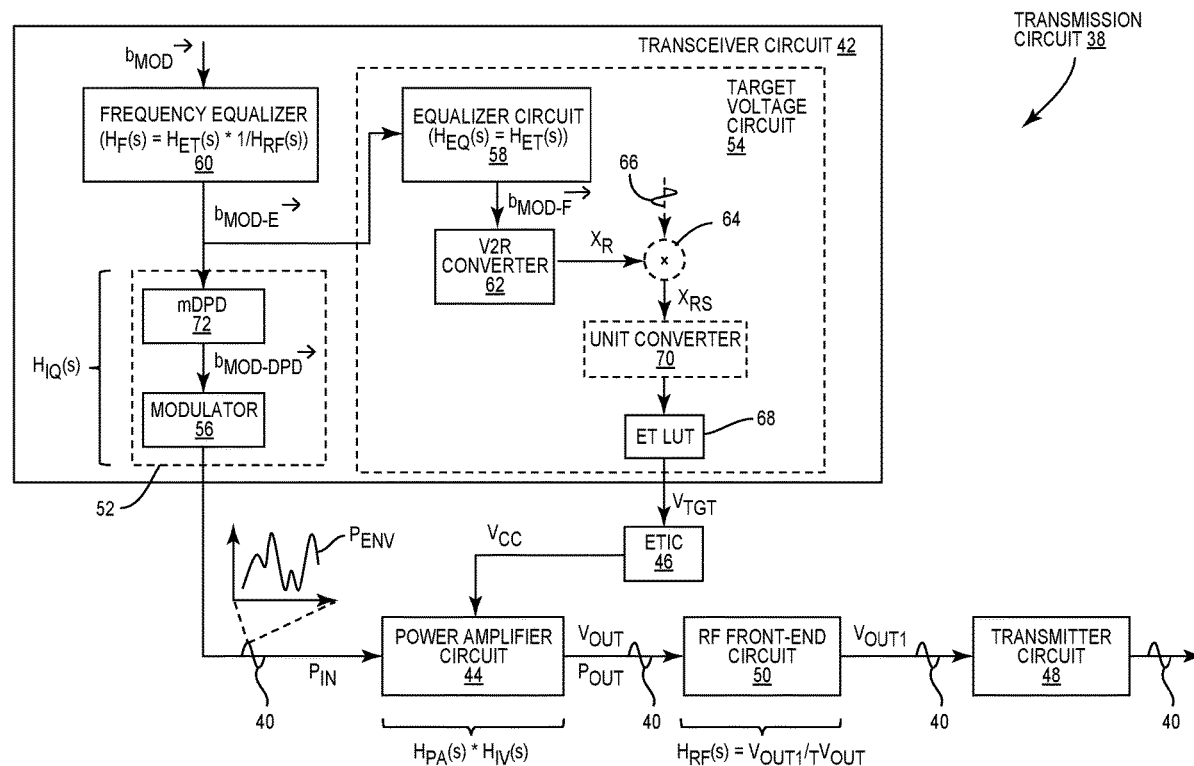 TRANSMISSION
CIRCUIT 38
TRANSCEIVER CIRCUIT 42
bMOD
FREQUENCY EQUALIZER
(HF(s) = HET(s) * 1/HRF(s))
60
EQUALIZER CIRCUIT
(HEQ(s) = HET(s))
58
TARGET
VOLTAGE
CIRCUIT
54
bMOD-E
bMOD-F
66
64
V2R
CONVERTER
62
XR
x
XRS
mDPD
72
UNIT CONVERTER
70
HIQ(s)
bMOD-DPD
MODULATOR
56
ET LUT
68
52
VTGT
PENV
VCC
ETIC
46
PIN
40
POWER AMPLIFIER
CIRCUIT
44
VOUT
POUT
40
RF FRONT-END
CIRCUIT
50
VOUT1
40
TRANSMITTER
CIRCUIT
48
40
HPA(s) * HIV(s)
HRF(s) = VOUT1/TVOUT